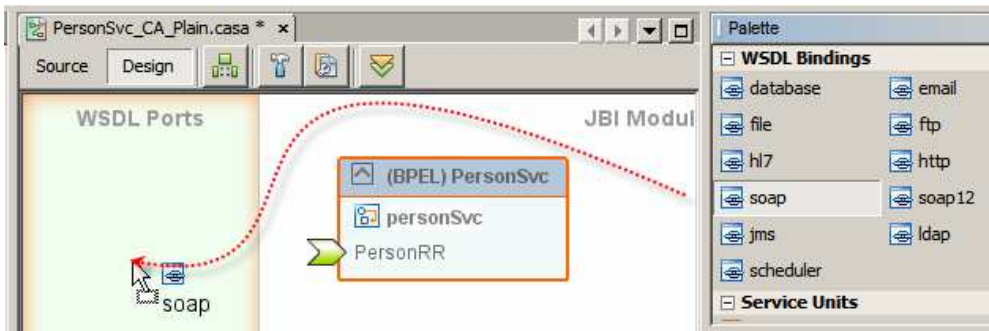 PersonSvc_CA_Plain.casa * x
Source Design
WSDL Ports
JBI Modul
(BPEL) PersonSvc
personSvc
PersonRR
soap
Palette
WSDL Bindings
database email
file ftp
hl7 http
soap soap12
jms ldap
scheduler
Service Units